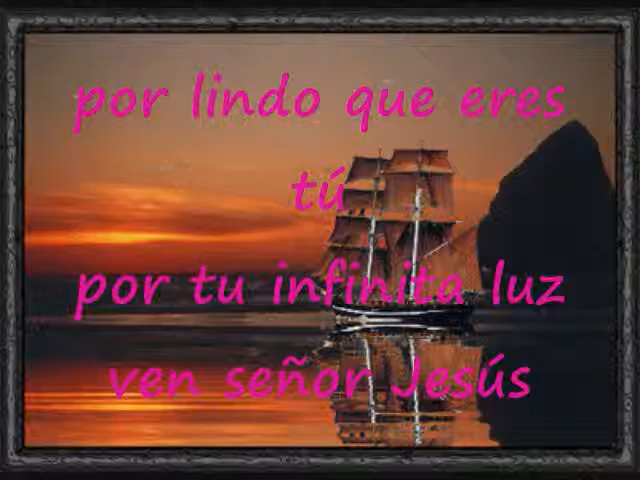 por lindo que eres
tú
por tu infinita luz
ven señor Jesús